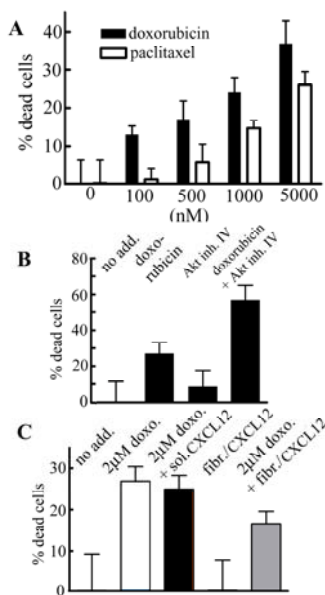 A
doxorubicin
paclitaxel
% dead cells
40
30
20
10
0
0 100 500 1000 5000
(nM)
B
no add.
doxo-
rubicin
Akt inh. IV
doxorubicin
+ Akt inh. IV
% dead cells
80
60
40
20
0
C
no add.
2µM doxo.
2µM doxo.
+ sol.CXCL12
fibr./CXCL12
2µM doxo.
+ fibr./CXCL12
% dead cells
30
20
10
0